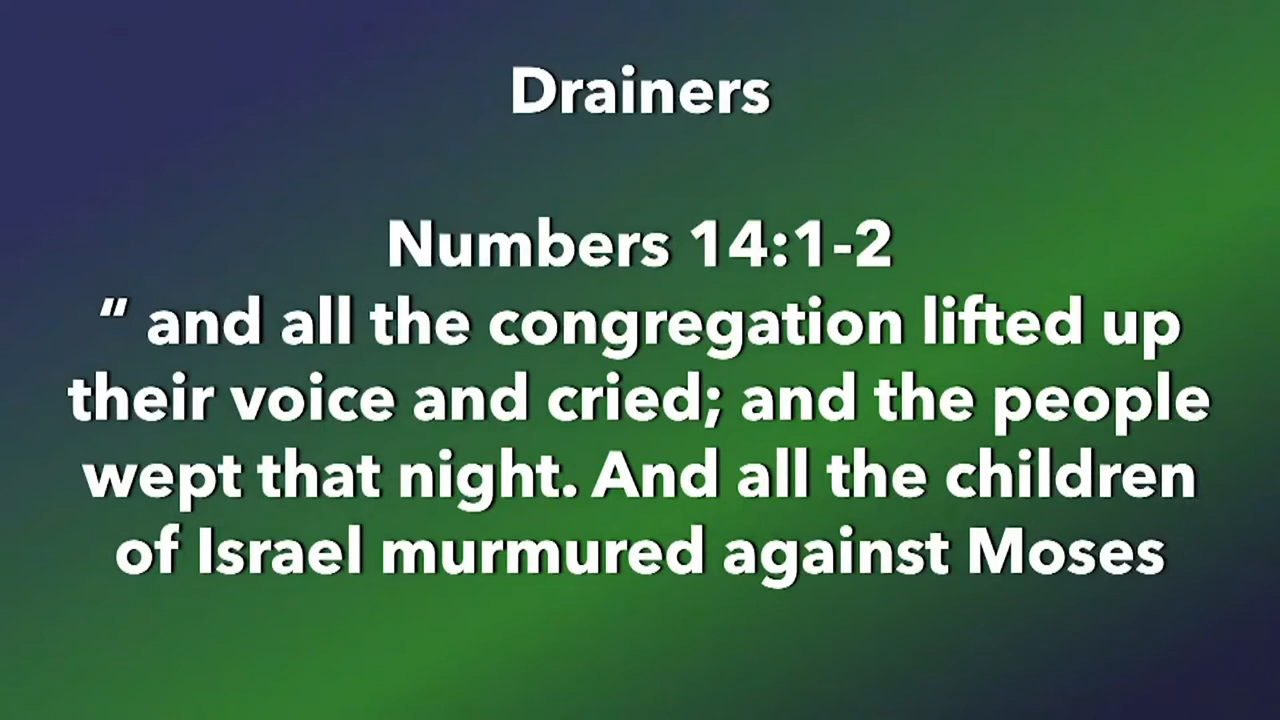 Drainers
Numbers 14:1-2
“ and all the congregation lifted up
their voice and cried; and the people
wept that night. And all the children
of Israel murmured against Moses